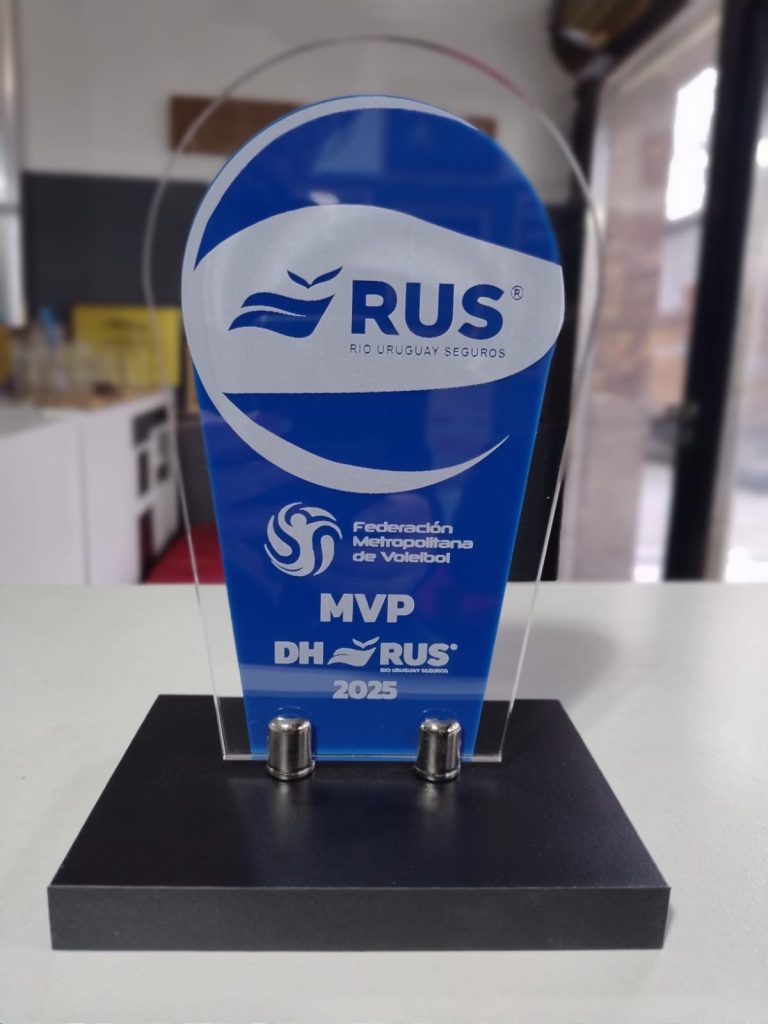 RUS®
RIO URUGUAY SEGUROS
Federación
Metropolitana
de Voleibol
MVP
DH RUS®
RIO URUGUAY SEGUROS
2025